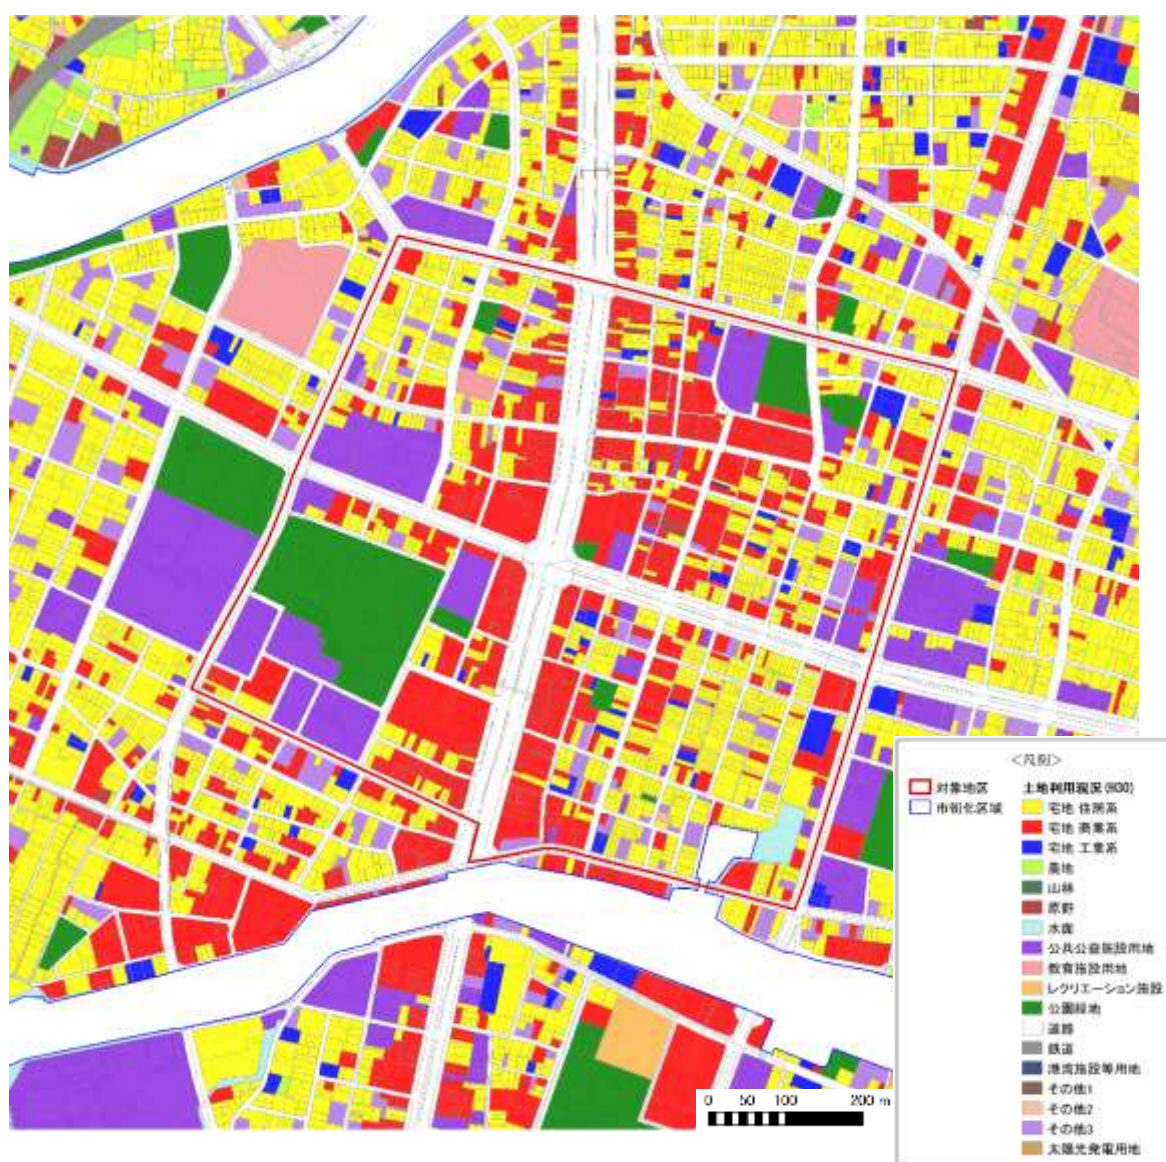 <凡例>
対象地区
市街化区域
土地利用現況(H30)
宅地 住居系
宅地 商業系
宅地 工業系
農地
山林
原野
水面
公共公益施設用地
教育施設用地
レクリエーション施設
公園緑地
道路
鉄道
港湾施設等用地
その他1
その他2
その他3
太陽光発電用地
0 50 100 200 m